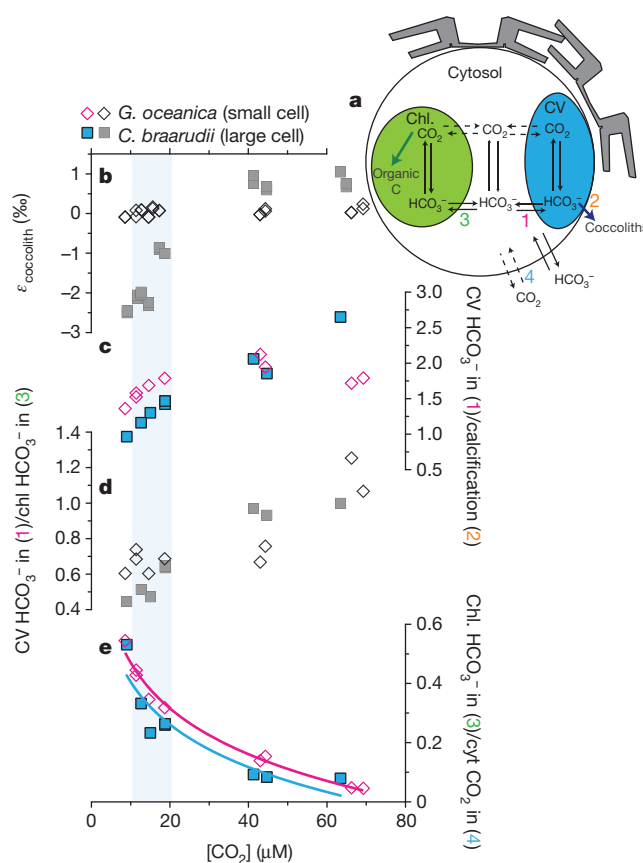 G. oceanica (small cell)
C. braarudii (large cell)
a
Cytosol
Chl.
CV
CO₂
CO₂
CO₂
Organic
C
HCO₃⁻
HCO₃⁻
HCO₃⁻
2
3
1
Coccoliths
4
CO₂
HCO₃⁻
b
1
0
−1
−2
−3
ε coccolith (‰)
c
3.0
2.5
2.0
1.5
1.0
0.5
CV HCO₃⁻ in (1)/calcification (2)
d
1.4
1.2
1.0
0.8
0.6
0.4
CV HCO₃⁻ in (1)/chl HCO₃⁻ in (3)
e
0.6
0.4
0.2
0
Chl. HCO₃⁻ in (3)/cyt CO₂ in (4)
0 20 40 60 80
[CO₂] (μM)